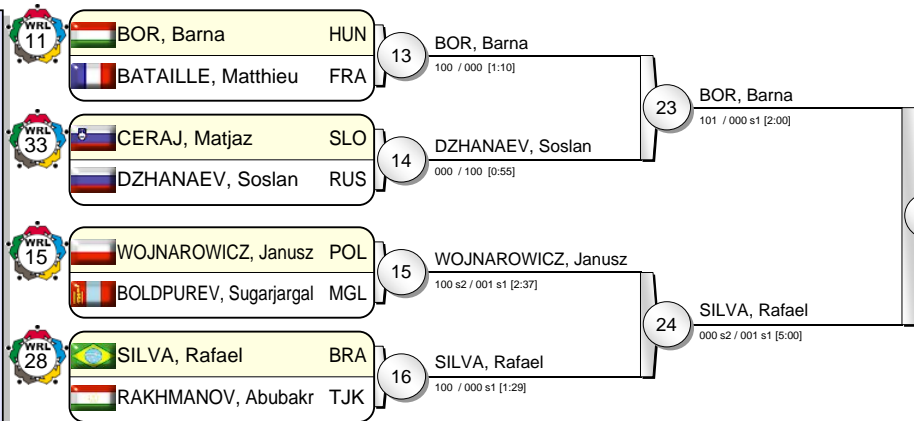 WRL
11
BOR, Barna HUN
BATAILLE, Matthieu FRA
13
BOR, Barna
100 / 000 [1:10]
23
BOR, Barna
101 / 000 s1 [2:00]
WRL
33
CERAJ, Matjaz SLO
DZHANAEV, Soslan RUS
14
DZHANAEV, Soslan
000 / 100 [0:55]
WRL
15
WOJNAROWICZ, Janusz POL
BOLDPUREV, Sugarjargal MGL
15
WOJNAROWICZ, Janusz
100 s2 / 001 s1 [2:37]
24
SILVA, Rafael
000 s2 / 001 s1 [5:00]
WRL
28
SILVA, Rafael BRA
RAKHMANOV, Abubakr TJK
16
SILVA, Rafael
100 / 000 s1 [1:29]